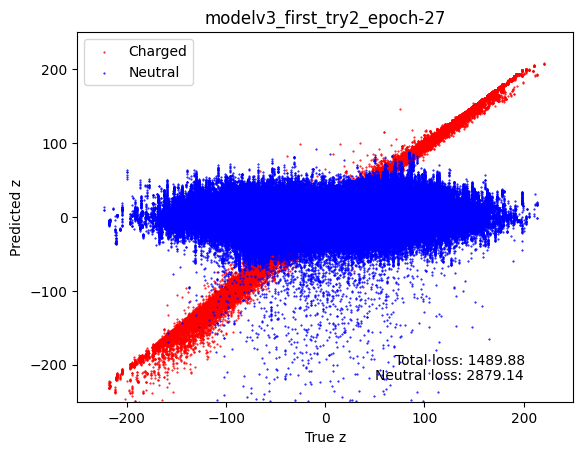 modelv3_first_try2_epoch-27
Charged
Neutral
200
100
0
−100
−200
Predicted z
Total loss: 1489.88
Neutral loss: 2879.14
−200
−100
0
100
200
True z